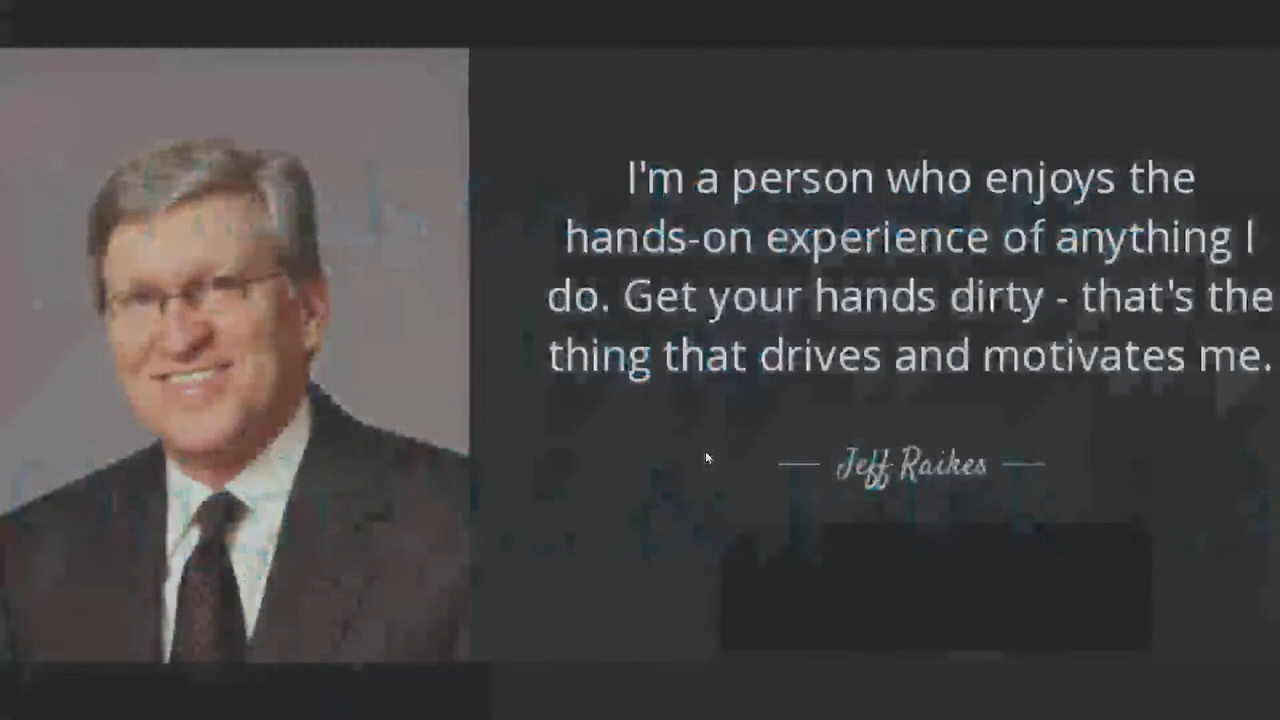 I'm a person who enjoys the
hands-on experience of anything I
do. Get your hands dirty - that's the
thing that drives and motivates me.
Jeff Raikes